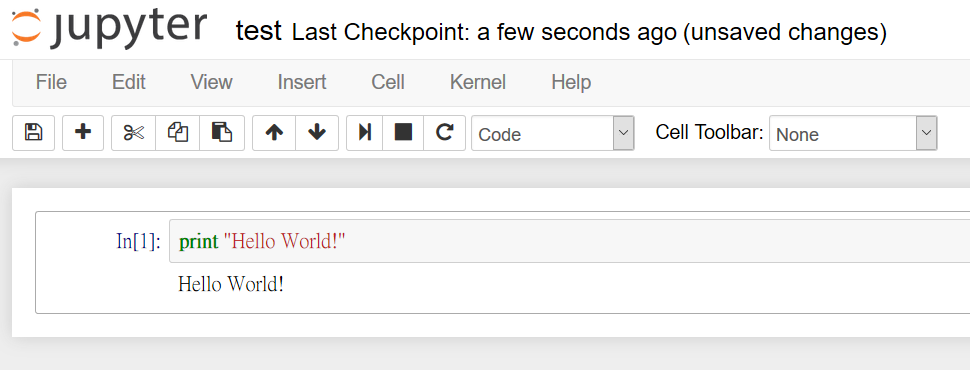 jupyter test Last Checkpoint: a few seconds ago (unsaved changes)
File Edit View Insert Cell Kernel Help
Code Cell Toolbar: None
In[1]: print "Hello World!"
Hello World!